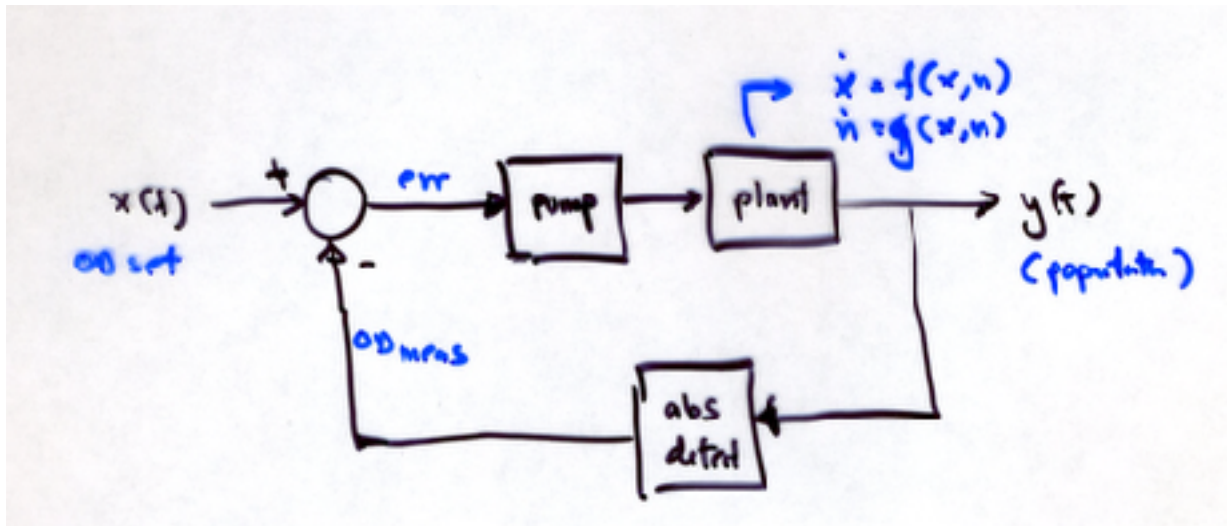 ẋ = f(x,n)
ṅ = g(x,n)
+
err
pump
plant
x(t)
y(t)
OD set
-
(population)
OD meas
abs
detect